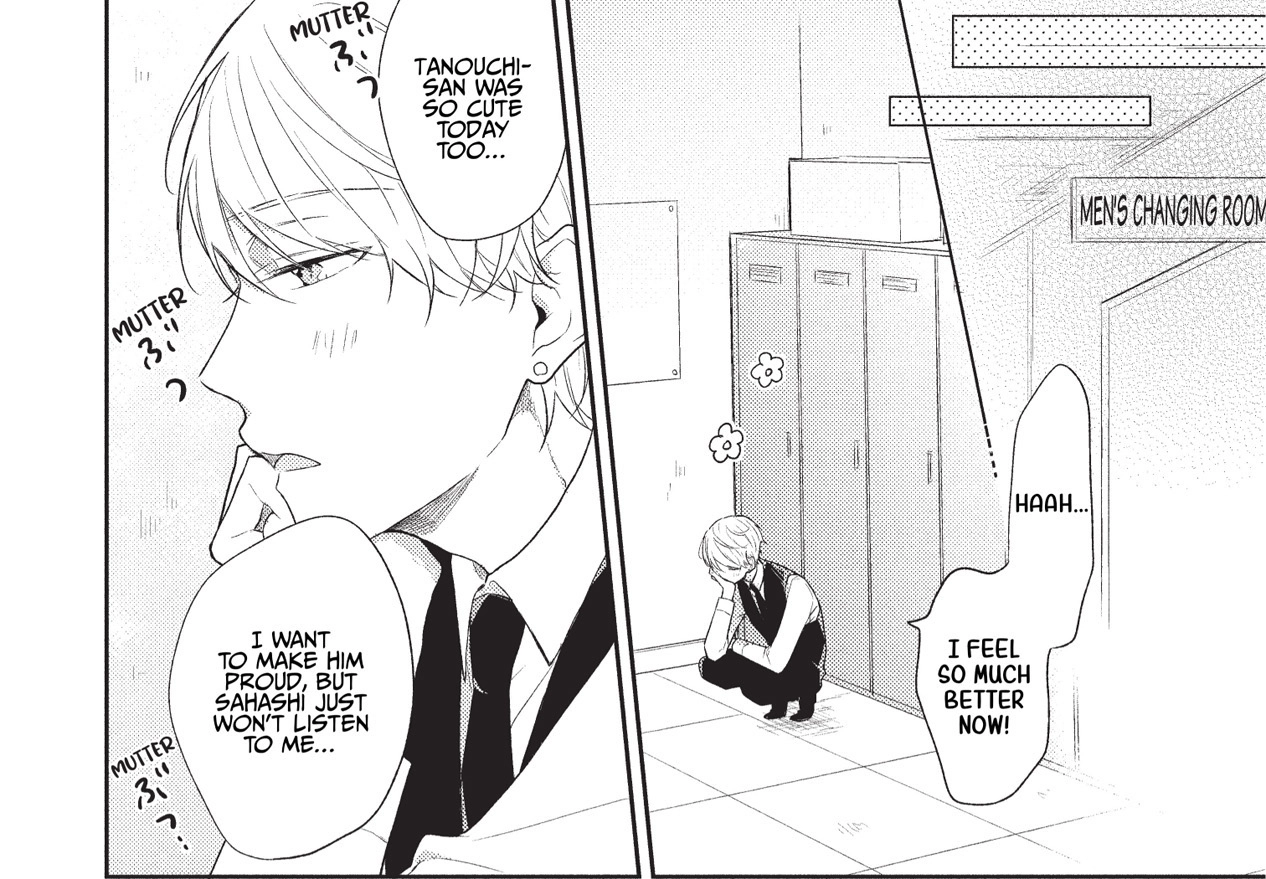 MEN'S CHANGING ROOM
HAAH...
I FEEL
SO MUCH
BETTER
NOW!
TANOUCHI-
SAN WAS
SO CUTE
TODAY
TOO...
MUTTER
ぶつ
MUTTER
ぶつ
I WANT
TO MAKE HIM
PROUD, BUT
SAHASHI JUST
WON'T LISTEN
TO ME...
MUTTER
ぶつ...